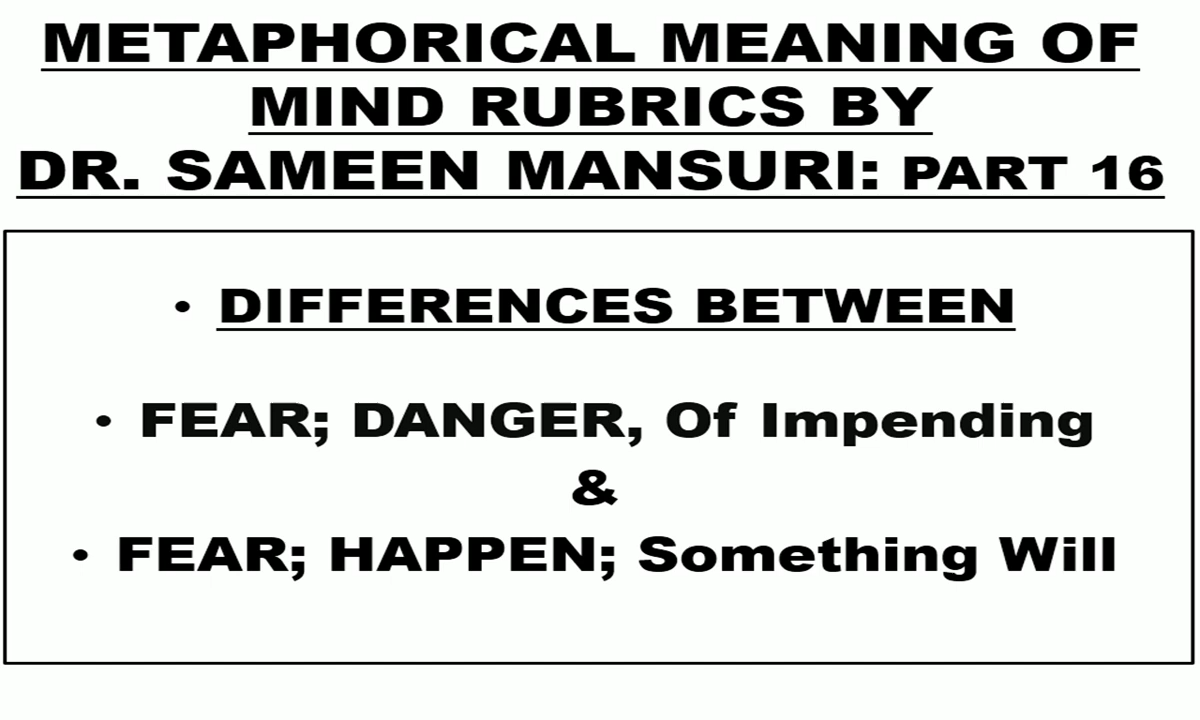 METAPHORICAL MEANING OF
MIND RUBRICS BY
DR. SAMEEN MANSURI: PART 16
• DIFFERENCES BETWEEN
• FEAR; DANGER, Of Impending
&
• FEAR; HAPPEN; Something Will